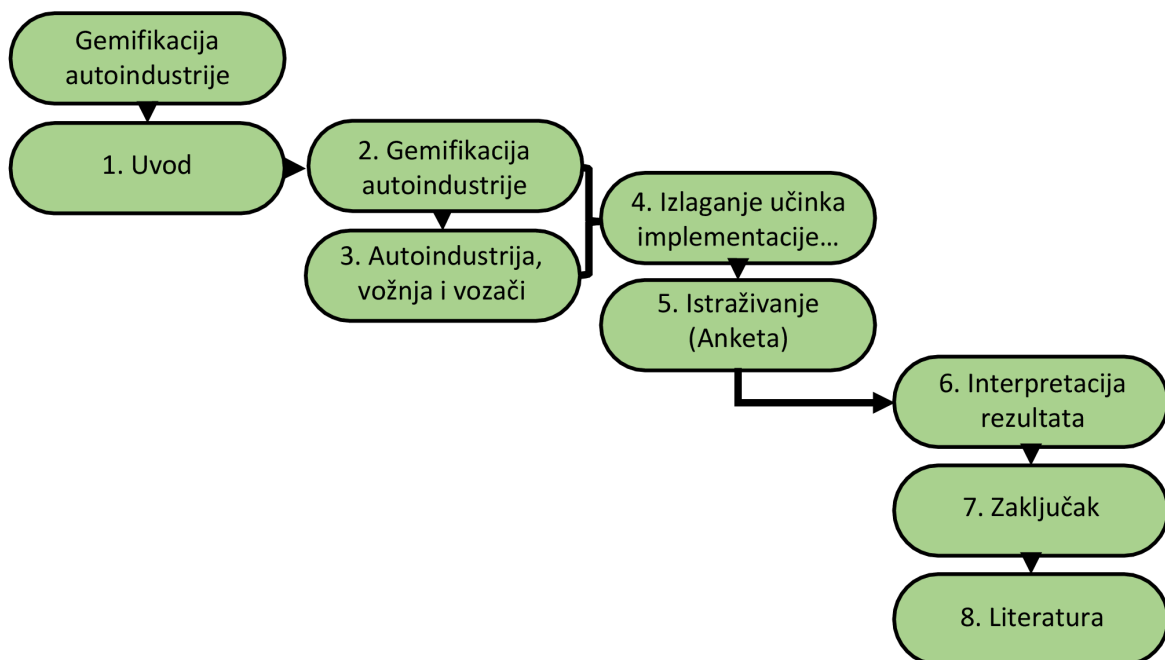 Gemifikacija
autoindustrije
1. Uvod
2. Gemifikacija
autoindustrije
3. Autoindustrija,
vožnja i vozači
4. Izlaganje učinka
implementacije...
5. Istraživanje
(Anketa)
6. Interpretacija
rezultata
7. Zaključak
8. Literatura